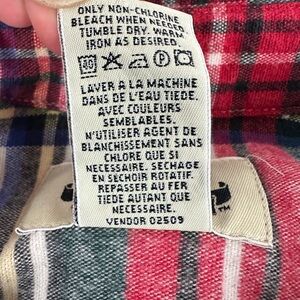 ONLY NON-CHLORINE
BLEACH WHEN NEEDED.
TUMBLE DRY. WARM
IRON AS DESIRED.
40
P
LAVER A LA MACHINE
DANS DE L'EAU TIEDE,
AVEC COULEURS
SEMBLABLES.
N'UTILISER AGENT DE
BLANCHISSEMENT SANS
CHLORE QUE SI
NECESSAIRE. SECHAGE
EN SECHOIR ROTATIF.
REPASSER AU FER
TIEDE AUTANT QUE
NECESSAIRE.
VENDOR 02509
TM